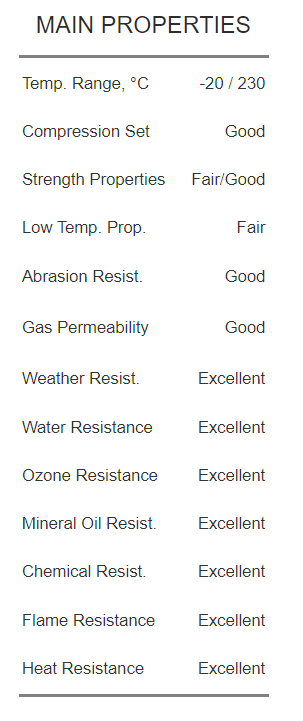 MAIN PROPERTIES
Temp. Range, °C -20 / 230
Compression Set Good
Strength Properties Fair/Good
Low Temp. Prop. Fair
Abrasion Resist. Good
Gas Permeability Good
Weather Resist. Excellent
Water Resistance Excellent
Ozone Resistance Excellent
Mineral Oil Resist. Excellent
Chemical Resist. Excellent
Flame Resistance Excellent
Heat Resistance Excellent